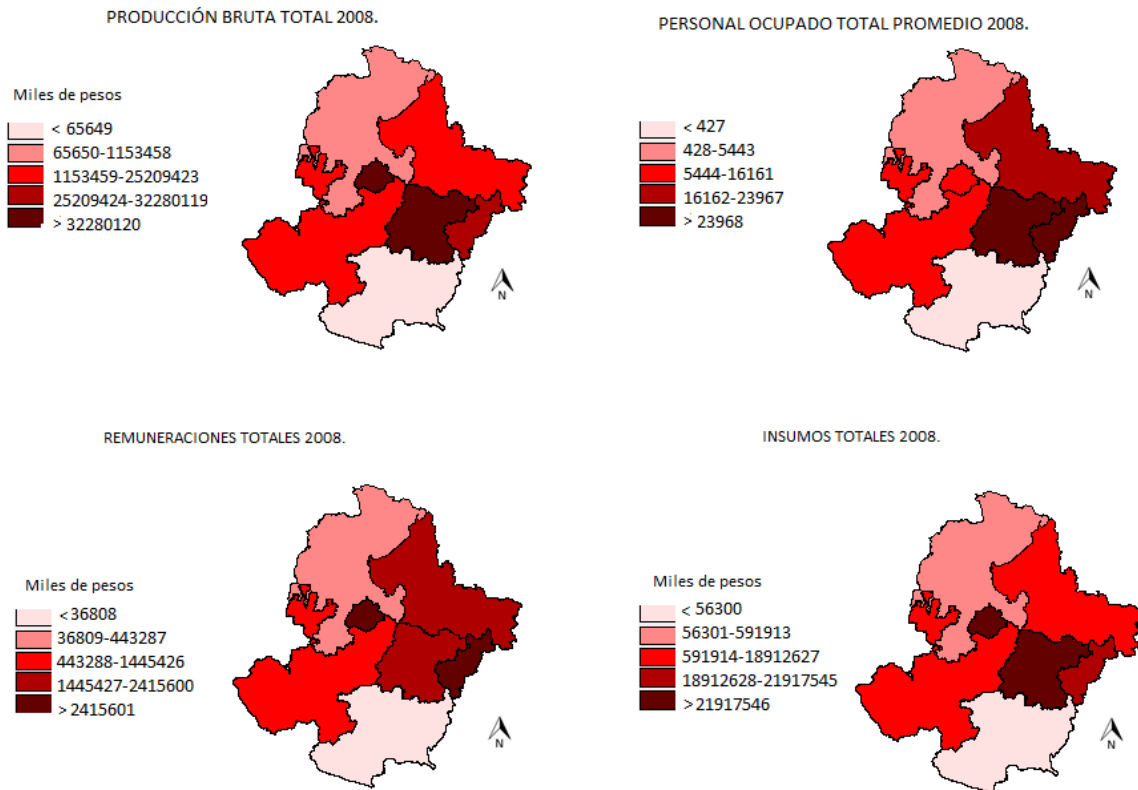 PRODUCCIÓN BRUTA TOTAL 2008.
Miles de pesos
< 65649
65650-1153458
1153459-25209423
25209424-32280119
> 32280120
N
PERSONAL OCUPADO TOTAL PROMEDIO 2008.
< 427
428-5443
5444-16161
16162-23967
> 23968
N
REMUNERACIONES TOTALES 2008.
Miles de pesos
<36808
36809-443287
443288-1445426
1445427-2415600
>2415601
N
INSUMOS TOTALES 2008.
Miles de pesos
< 56300
56301-591913
591914-18912627
18912628-21917545
>21917546
N